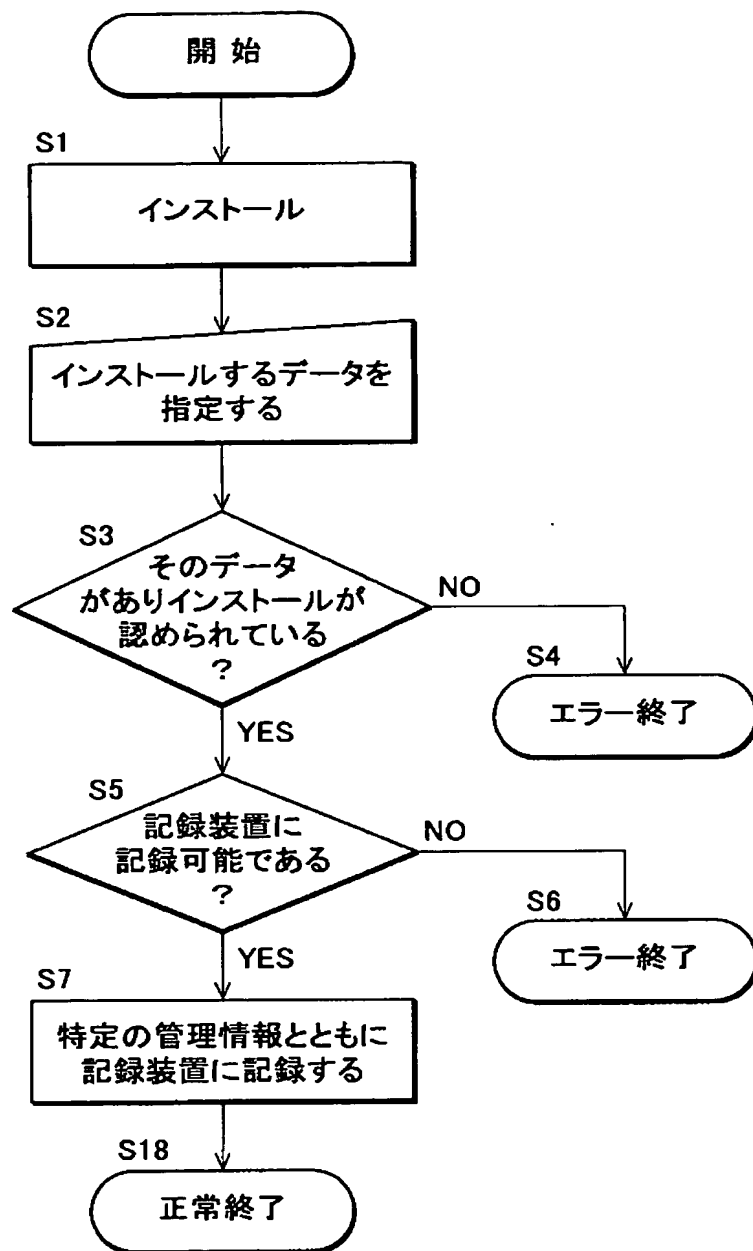 開 始
S1
インストール
S2
インストールするデータを
指定する
S3
そのデータ
がありインストールが
認められている
?
NO
S4
エラー終了
YES
S5
記録装置に
記録可能である
?
NO
S6
エラー終了
YES
S7
特定の管理情報とともに
記録装置に記録する
S18
正常終了